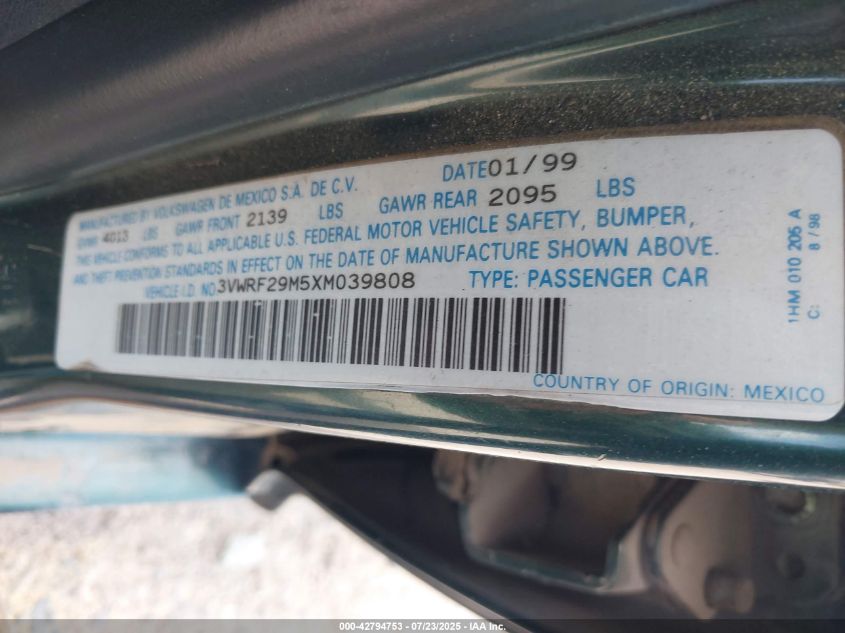 MANUFACTURED BY VOLKSWAGEN DE MEXICO S.A. DE C.V. DATE 01/99
GVWR 4013 LBS GAWR FRONT 2139 LBS GAWR REAR 2095 LBS
THIS VEHICLE CONFORMS TO ALL APPLICABLE U.S. FEDERAL MOTOR VEHICLE SAFETY, BUMPER,
AND THEFT PREVENTION STANDARDS IN EFFECT ON THE DATE OF MANUFACTURE SHOWN ABOVE.
VEHICLE I.D. NO 3VWRF29M5XM039808 TYPE: PASSENGER CAR
COUNTRY OF ORIGIN: MEXICO
1HM 010 205 A
C: 8/98
000-42794753 - 07/23/2025 - IAA Inc.